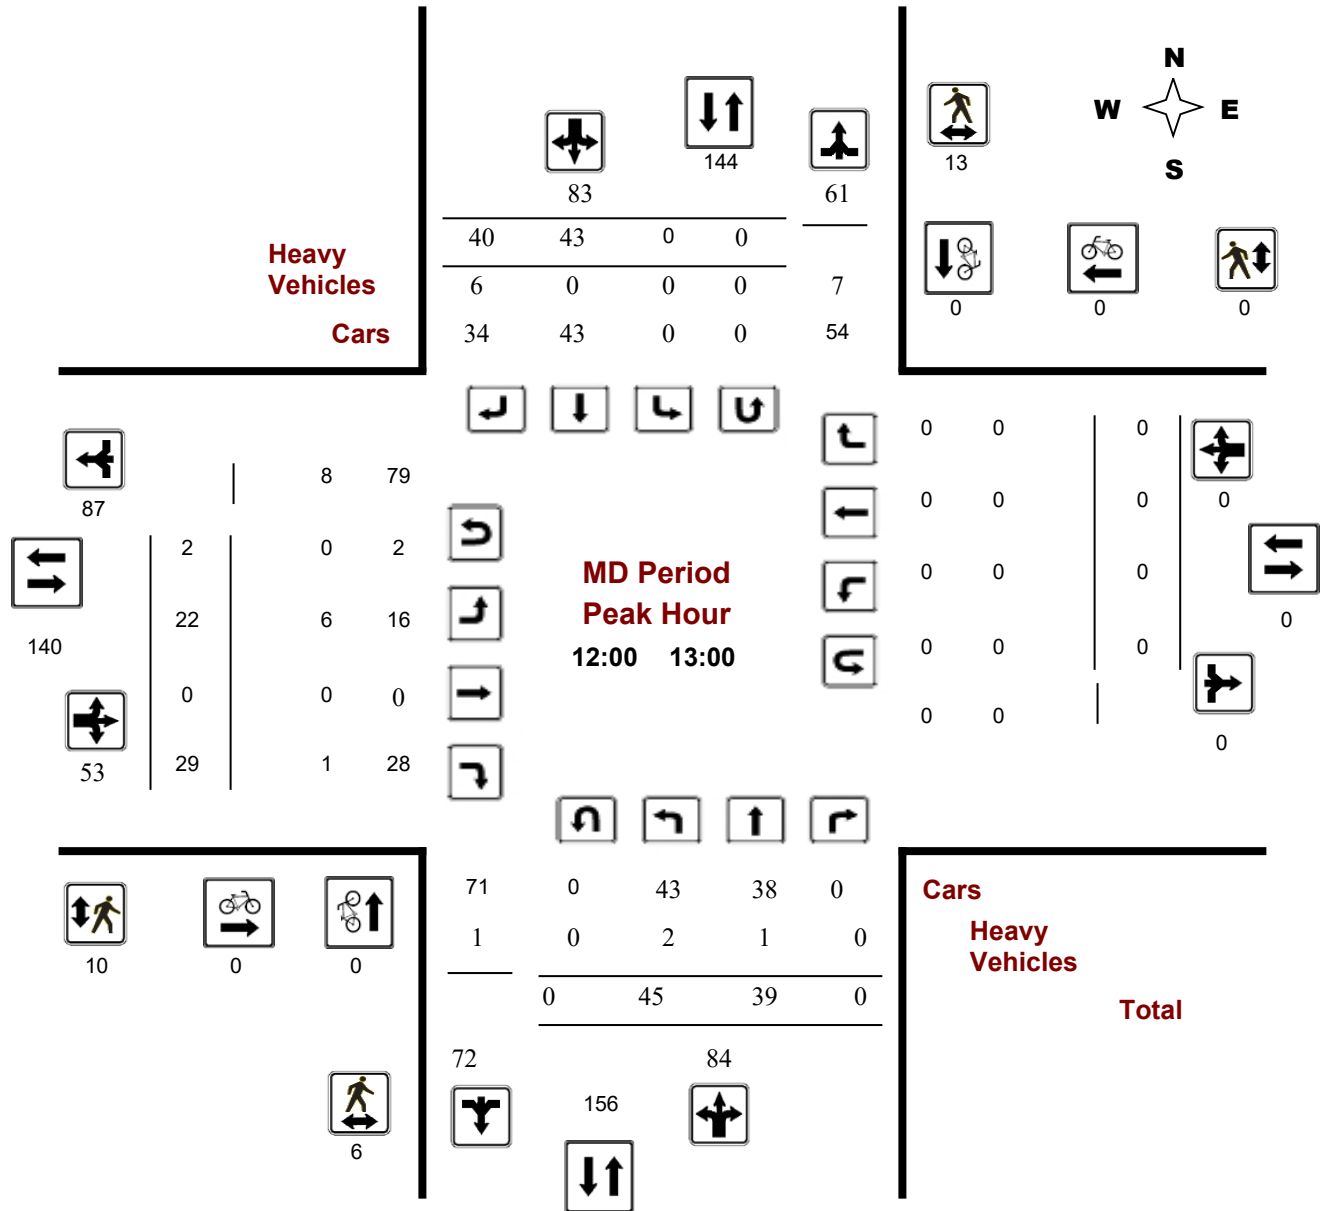 N
W E
S
144
13
83 61
40 43 0 0
Heavy
Vehicles 6 0 0 0 7
0 0 0
Cars 34 43 0 0 54
0 0 0
8 79
87
0 0 0 0
2 0 2
MD Period
0 0 0
Peak Hour
22 6 16
0
140
12:00 13:00
0 0 0
0 0 0
0 0
53 29 1 28
0
71 0 43 38 0 Cars
1 0 2 1 0 Heavy
Vehicles
10 0 0
0 45 39 0
Total
72 84
156
6